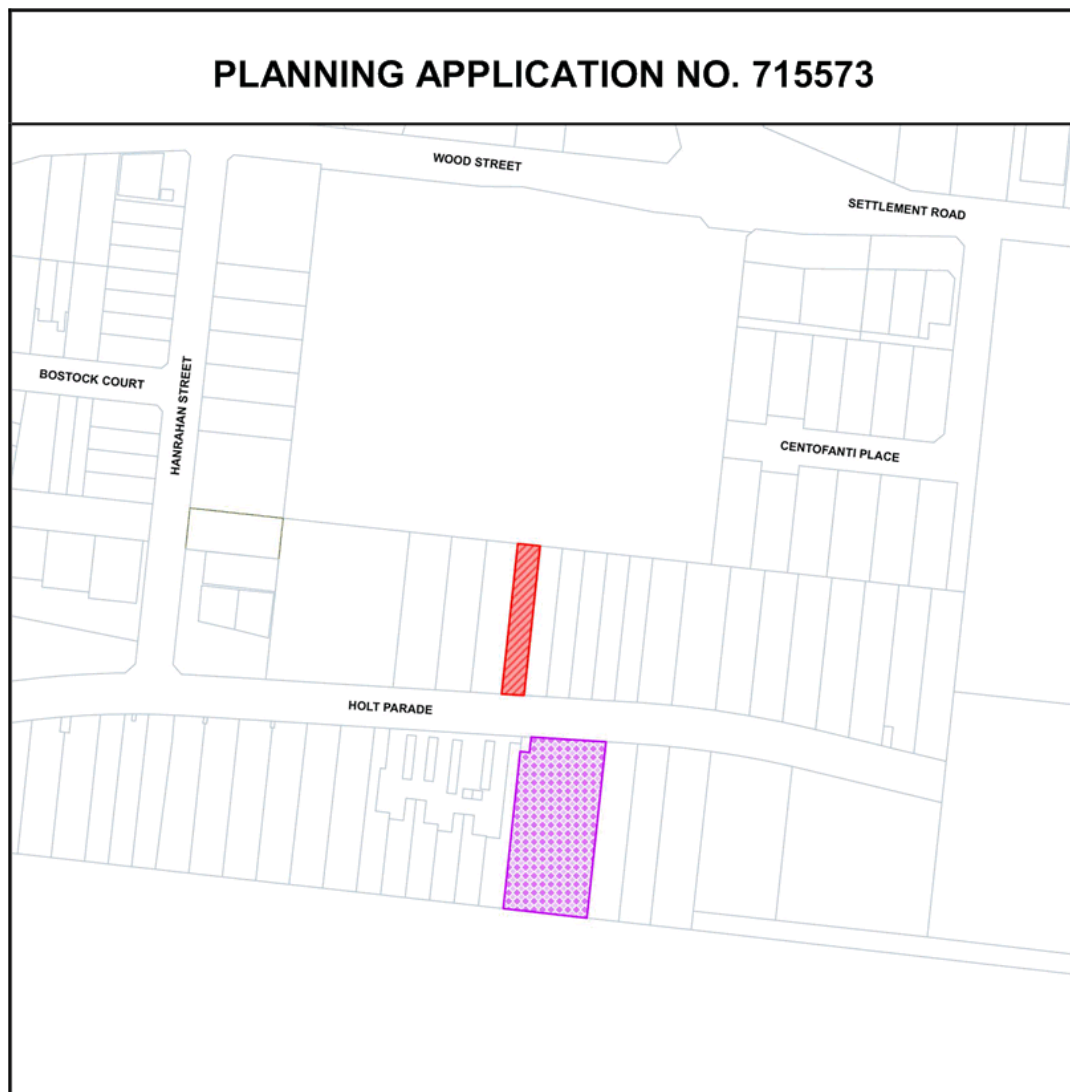 PLANNING APPLICATION NO. 715573
WOOD STREET
SETTLEMENT ROAD
BOSTOCK COURT
HANRAHAN STREET
CENTOFANTI PLACE
HOLT PARADE